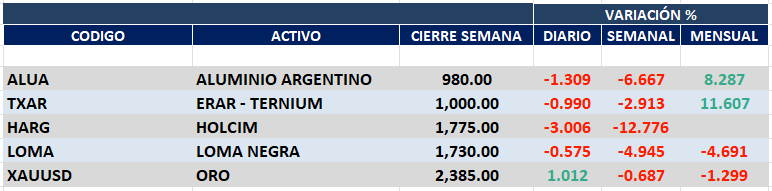 VARIACIÓN %
CODIGO ACTIVO CIERRE SEMANA DIARIO SEMANAL MENSUAL
ALUA ALUMINIO ARGENTINO 980.00 -1.309 -6.667 8.287
TXAR ERAR - TERNIUM 1,000.00 -0.990 -2.913 11.607
HARG HOLCIM 1,775.00 -3.006 -12.776
LOMA LOMA NEGRA 1,730.00 -0.575 -4.945 -4.691
XAUUSD ORO 2,385.00 1.012 -0.687 -1.299